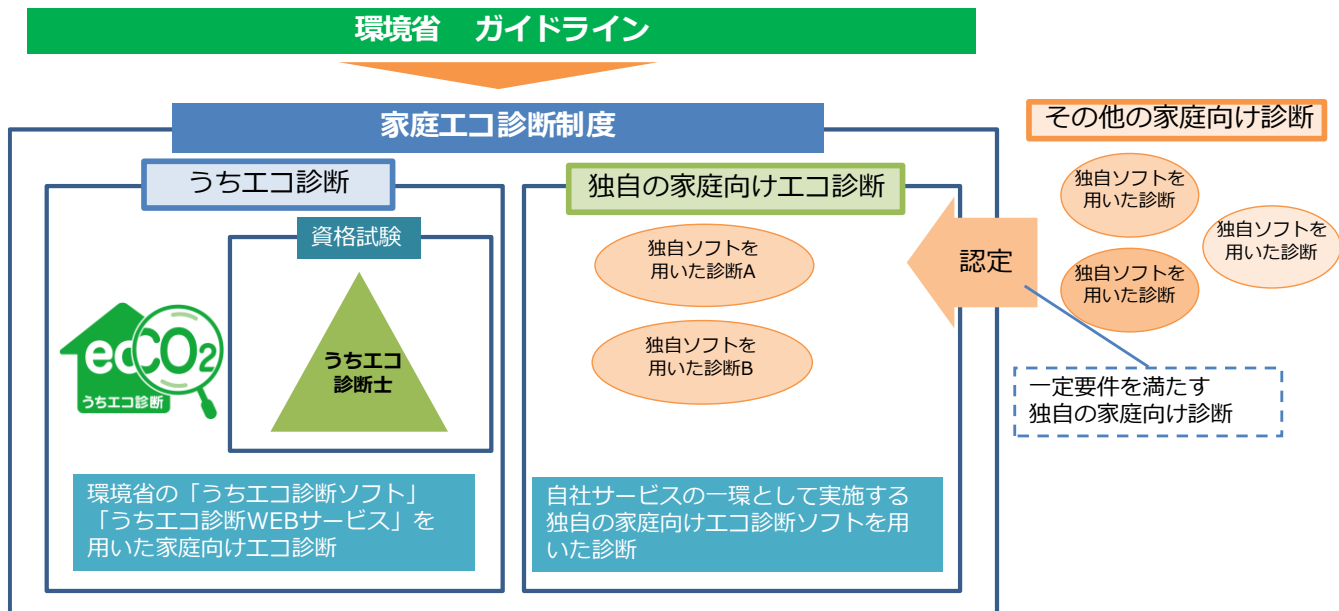 環境省　ガイドライン
家庭エコ診断制度
うちエコ診断
資格試験
うちエコ
診断士
ecCO2
うちエコ診断
環境省の「うちエコ診断ソフト」
「うちエコ診断WEBサービス」を
用いた家庭向けエコ診断
独自の家庭向けエコ診断
独自ソフトを
用いた診断A
独自ソフトを
用いた診断B
自社サービスの一環として実施する
独自の家庭向けエコ診断ソフトを用
いた診断
認定
その他の家庭向け診断
独自ソフトを
用いた診断
独自ソフトを
用いた診断
独自ソフトを
用いた診断
一定要件を満たす
独自の家庭向け診断